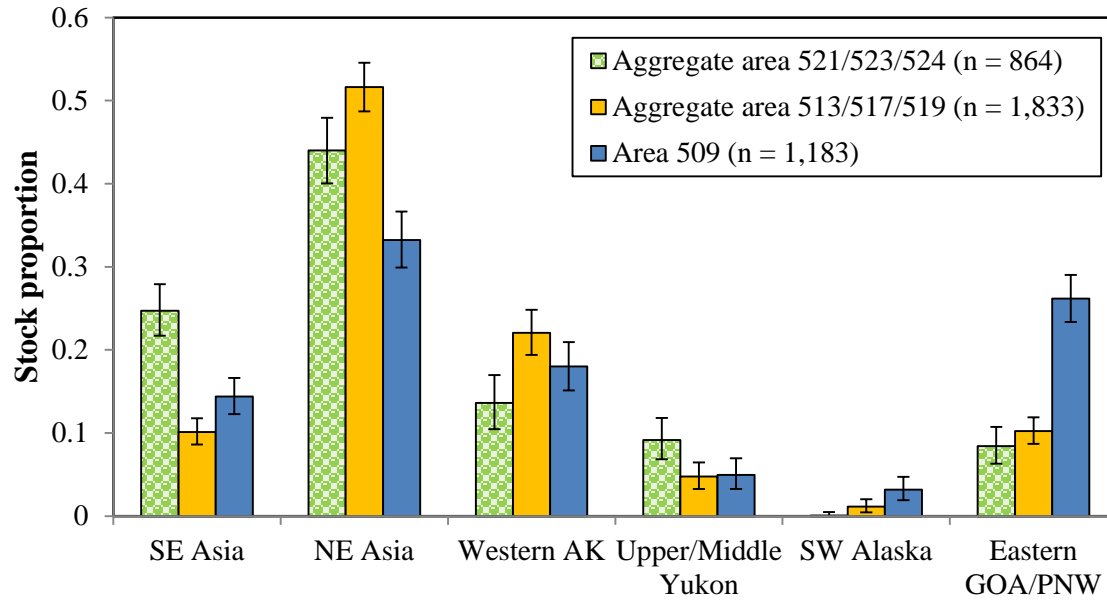 Stock proportion
0.6
0.5
0.4
0.3
0.2
0.1
0
Aggregate area 521/523/524 (n = 864)
Aggregate area 513/517/519 (n = 1,833)
Area 509 (n = 1,183)
SE Asia
NE Asia
Western AK
Upper/Middle
Yukon
SW Alaska
Eastern
GOA/PNW